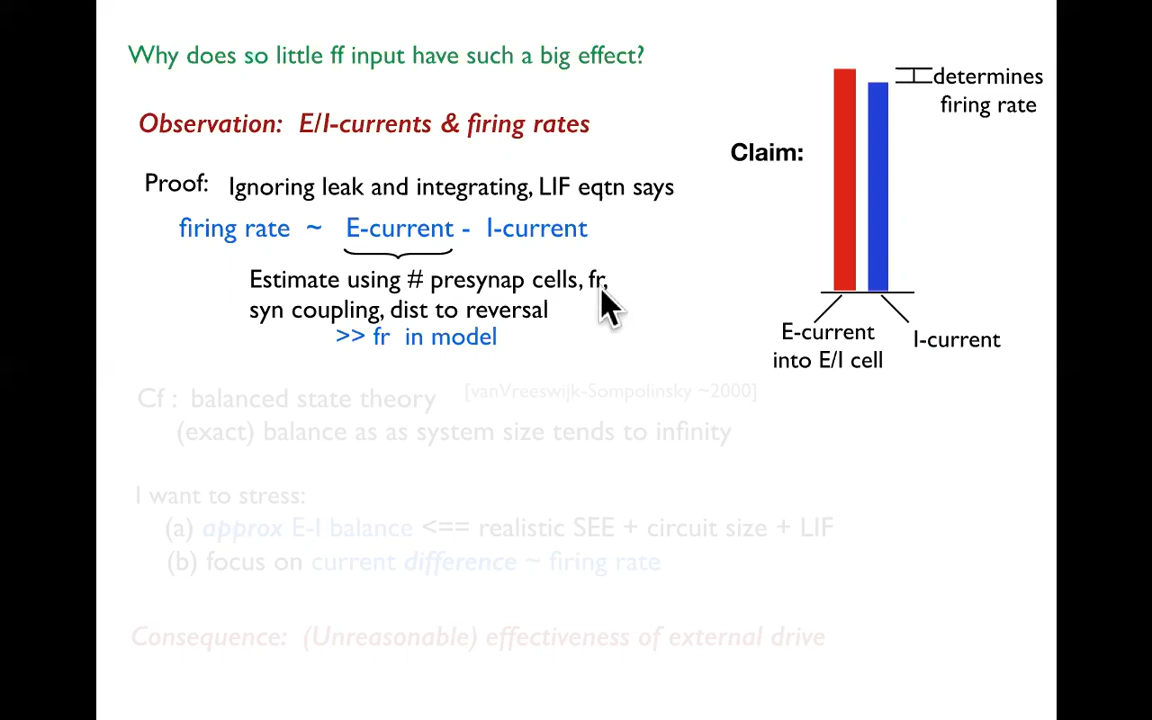 Why does so little ff input have such a big effect?
Observation: E/I-currents & firing rates
Proof: Ignoring leak and integrating, LIF eqtn says
firing rate ~ E-current - I-current
Estimate using # presynap cells, fr,
syn coupling, dist to reversal
>> fr in model
Claim:
determines
firing rate
E-current
into E/I cell
I-current
Cf : balanced state theory [vanVreeswijk-Sompolinsky ~2000]
(exact) balance as as system size tends to infinity
I want to stress:
(a) approx E-I balance <== realistic SEE + circuit size + LIF
(b) focus on current difference ~ firing rate
Consequence: (Unreasonable) effectiveness of external drive